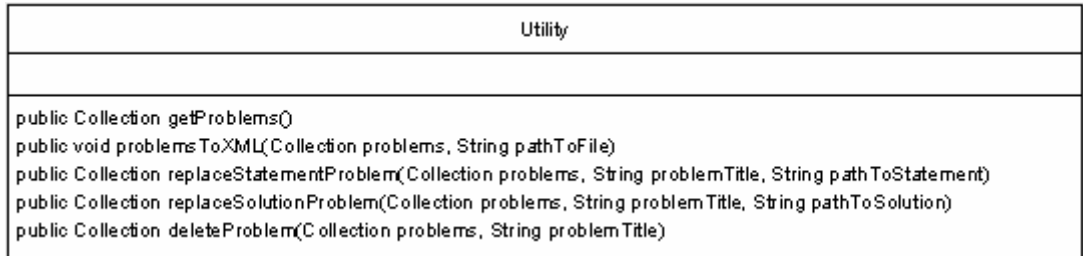 Utility
public Collection getProblems()
public void problemsToXML(Collection problems, String pathToFile)
public Collection replaceStatementProblem(Collection problems, String problemTitle, String pathToStatement)
public Collection replaceSolutionProblem(Collection problems, String problemTitle, String pathToSolution)
public Collection deleteProblem(Collection problems, String problemTitle)